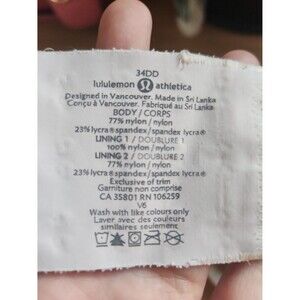 34DD
lululemon athletica
Designed in Vancouver. Made in Sri Lanka
Conçu à Vancouver. Fabriqué au Sri Lanka
BODY / CORPS
77% nylon / nylon
23% lycra® spandex/spandex lycra®
LINING 1 / DOUBLURE 1
100% nylon / nylon
LINING 2 / DOUBLURE 2
77% nylon / nylon
23% lycra® spandex/spandex lycra®
Exclusive of trim
Garniture non comprise
CA 35801 RN 106259
V6
Wash with like colours only
Laver avec des couleurs
similaires seulement